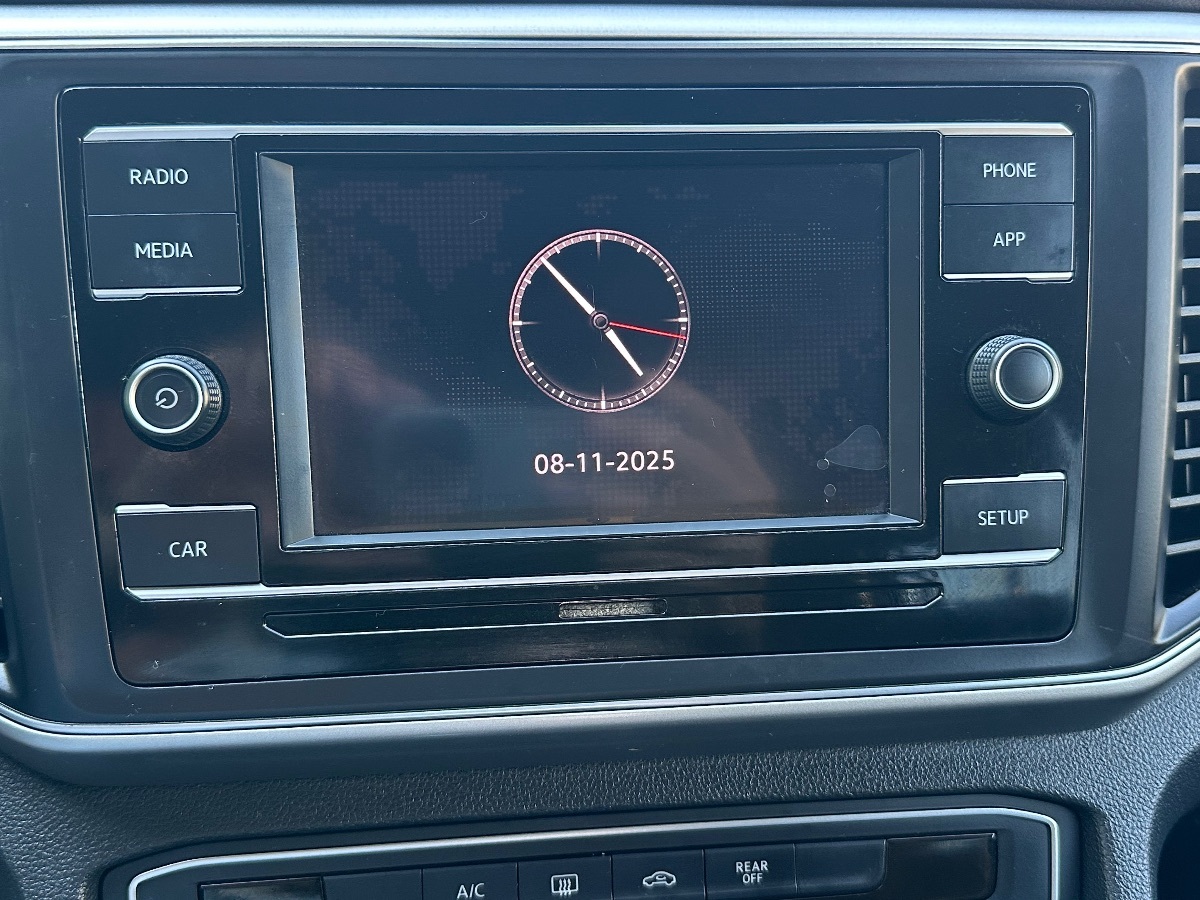 RADIO
PHONE
MEDIA
APP
08-11-2025
CAR
SETUP
A/C
REAR
OFF